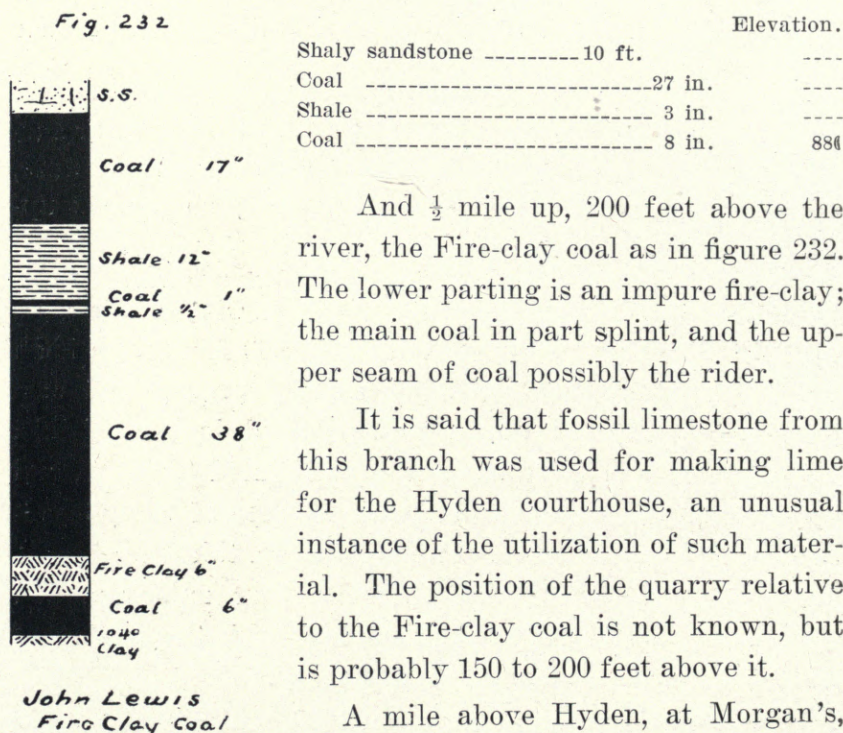 Fig. 232
S.S.
Coal 17"
Shale 12"
Coal 1"
Shale ½"
Coal 38"
Fire Clay 6"
Coal 6"
1040
Clay
John Lewis
Fire Clay Coal
Elevation.
Shaly sandstone ---------10 ft. ----
Coal ----------------------------27 in. ----
Shale ---------------------------- 3 in. ----
Coal ----------------------------- 8 in.
And ½ mile up, 200 feet above the
river, the Fire-clay coal as in figure 232.
The lower parting is an impure fire-clay;
the main coal in part splint, and the up-
per seam of coal possibly the rider.
It is said that fossil limestone from
this branch was used for making lime
for the Hyden courthouse, an unusual
instance of the utilization of such mater-
ial. The position of the quarry relative
to the Fire-clay coal is not known, but
is probably 150 to 200 feet above it.
A mile above Hyden, at Morgan's,